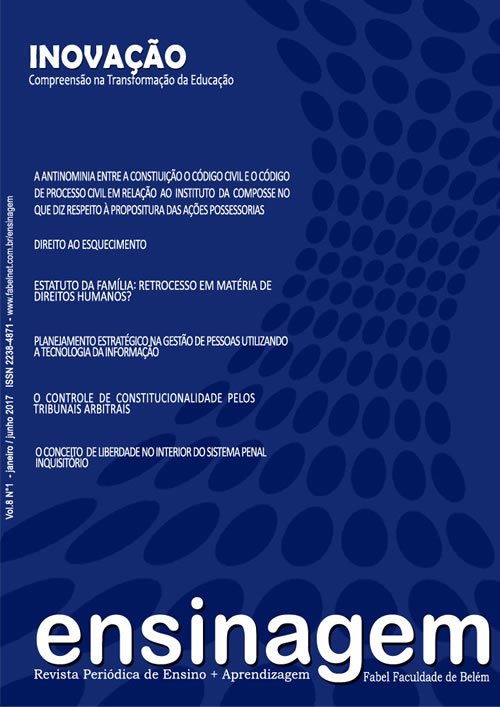 INOVAÇÃO
Compreensão na Transformação da Educação
A ANTINOMINIA ENTRE A CONSTIUIÇÃO O CÓDIGO CIVIL E O CÓDIGO
DE PROCESSO CIVIL EM RELAÇÃO AO INSTITUTO DA COMPOSSE NO
QUE DIZ RESPEITO À PROPOSITURA DAS AÇÕES POSSESSORIAS
DIREITO AO ESQUECIMENTO
ESTATUTO DA FAMÍLIA: RETROCESSO EM MATÉRIA DE
DIREITOS HUMANOS?
PLANEJAMENTO ESTRATÉGICO NA GESTÃO DE PESSOAS UTILIZANDO
A TECNOLOGIA DA INFORMAÇÃO
O CONTROLE DE CONSTITUCIONALIDADE PELOS
TRIBUNAIS ARBITRAIS
O CONCEITO DE LIBERDADE NO INTERIOR DO SISTEMA PENAL
INQUISITÓRIO
Vol.8 N°1 - janeiro / junho 2017 ISSN 2238-4871 - www.fabelnet.com.br/ensinagem
ensinagem
Revista Periódica de Ensino + Aprendizagem
Fabel Faculdade de Belém